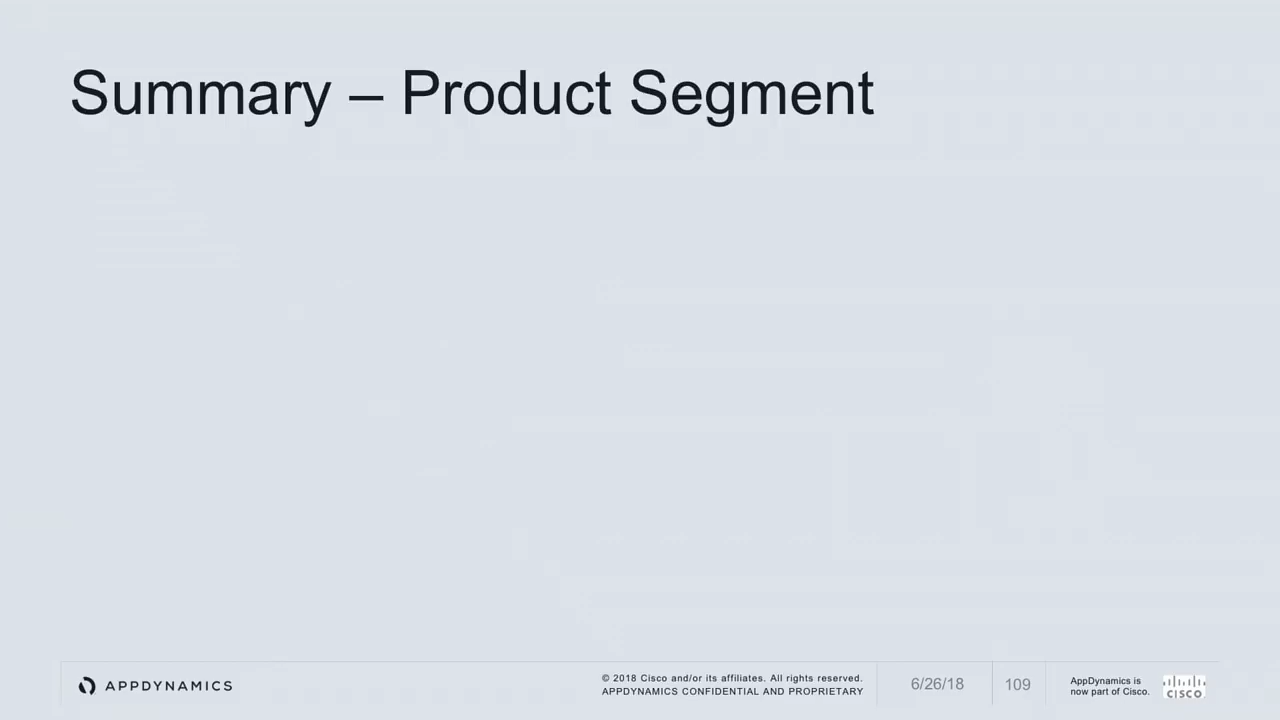 Summary – Product Segment
APPDYNAMICS
© 2018 Cisco and/or its affiliates. All rights reserved.
APPDYNAMICS CONFIDENTIAL AND PROPRIETARY
6/26/18
109
AppDynamics is
now part of Cisco.
CISCO